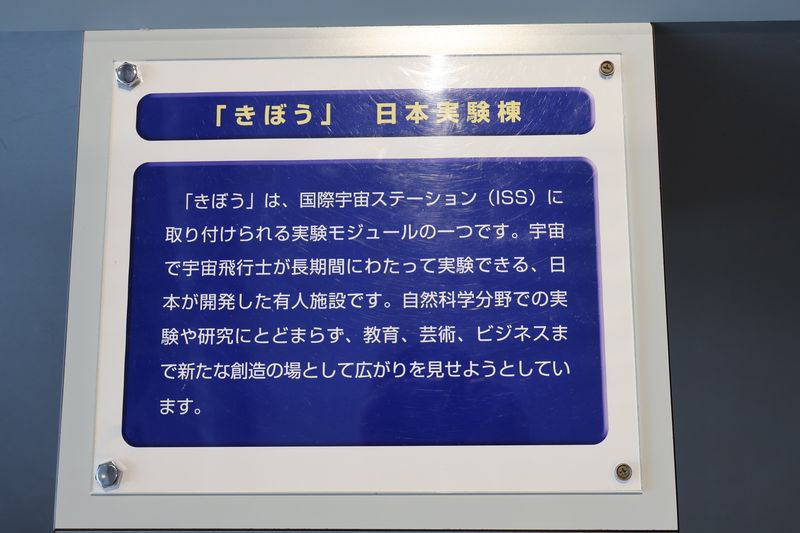 「きぼう」　日本実験棟
「きぼう」は、国際宇宙ステーション（ISS）に
取り付けられる実験モジュールの一つです。宇宙
で宇宙飛行士が長期間にわたって実験できる、日
本が開発した有人施設です。自然科学分野での実
験や研究にとどまらず、教育、芸術、ビジネスま
で新たな創造の場として広がりを見せようとしてい
ます。